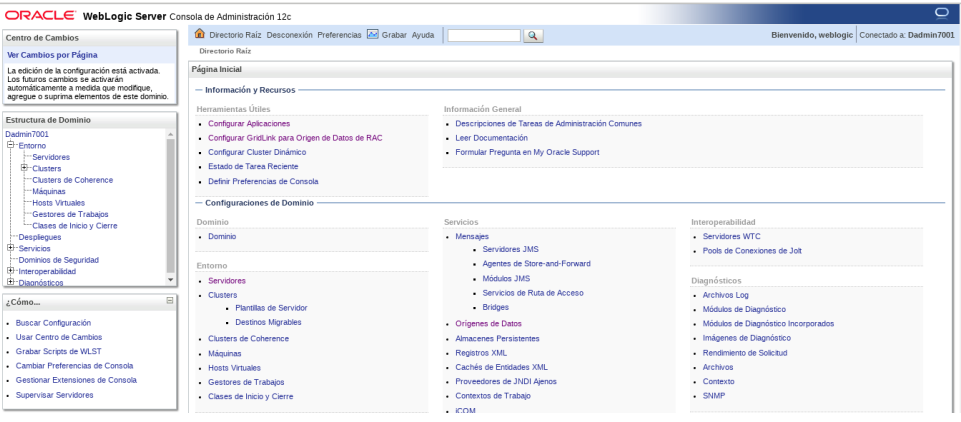 ORACLE WebLogic Server Consola de Administración 12c
Centro de Cambios
Ver Cambios por Página
La edición de la configuración está activada.
Los futuros cambios se activarán
automáticamente a medida que modifique,
agregue o suprima elementos de este dominio.
Estructura de Dominio
Dadmin7001
Entorno
Servidores
Clusters
Clusters de Coherence
Máquinas
Hosts Virtuales
Gestores de Trabajos
Clases de Inicio y Cierre
Despliegues
Servicios
Dominios de Seguridad
Interoperabilidad
Diagnósticos
¿Cómo...
Buscar Configuración
Usar Centro de Cambios
Grabar Scripts de WLST
Cambiar Preferencias de Consola
Gestionar Extensiones de Consola
Supervisar Servidores
Directorio Raíz Desconexión Preferencias Grabar Ayuda
Bienvenido, weblogic Conectado a: Dadmin7001
Directorio Raíz
Página Inicial
Información y Recursos
Herramientas Útiles
Configurar Aplicaciones
Configurar GridLink para Origen de Datos de RAC
Configurar Cluster Dinámico
Estado de Tarea Reciente
Definir Preferencias de Consola
Información General
Descripciones de Tareas de Administración Comunes
Leer Documentación
Formular Pregunta en My Oracle Support
Configuraciones de Dominio
Dominio
Dominio
Entorno
Servidores
Clusters
Plantillas de Servidor
Destinos Migrables
Clusters de Coherence
Máquinas
Hosts Virtuales
Gestores de Trabajos
Clases de Inicio y Cierre
Servicios
Mensajes
Servidores JMS
Agentes de Store-and-Forward
Módulos JMS
Servicios de Ruta de Acceso
Bridges
Orígenes de Datos
Almacenes Persistentes
Registros XML
Cachés de Entidades XML
Proveedores de JNDI Ajenos
Contextos de Trabajo
jCOM
Interoperabilidad
Servidores WTC
Pools de Conexiones de Jolt
Diagnósticos
Archivos Log
Módulos de Diagnóstico
Módulos de Diagnóstico Incorporados
Imágenes de Diagnóstico
Rendimiento de Solicitud
Archivos
Contexto
SNMP